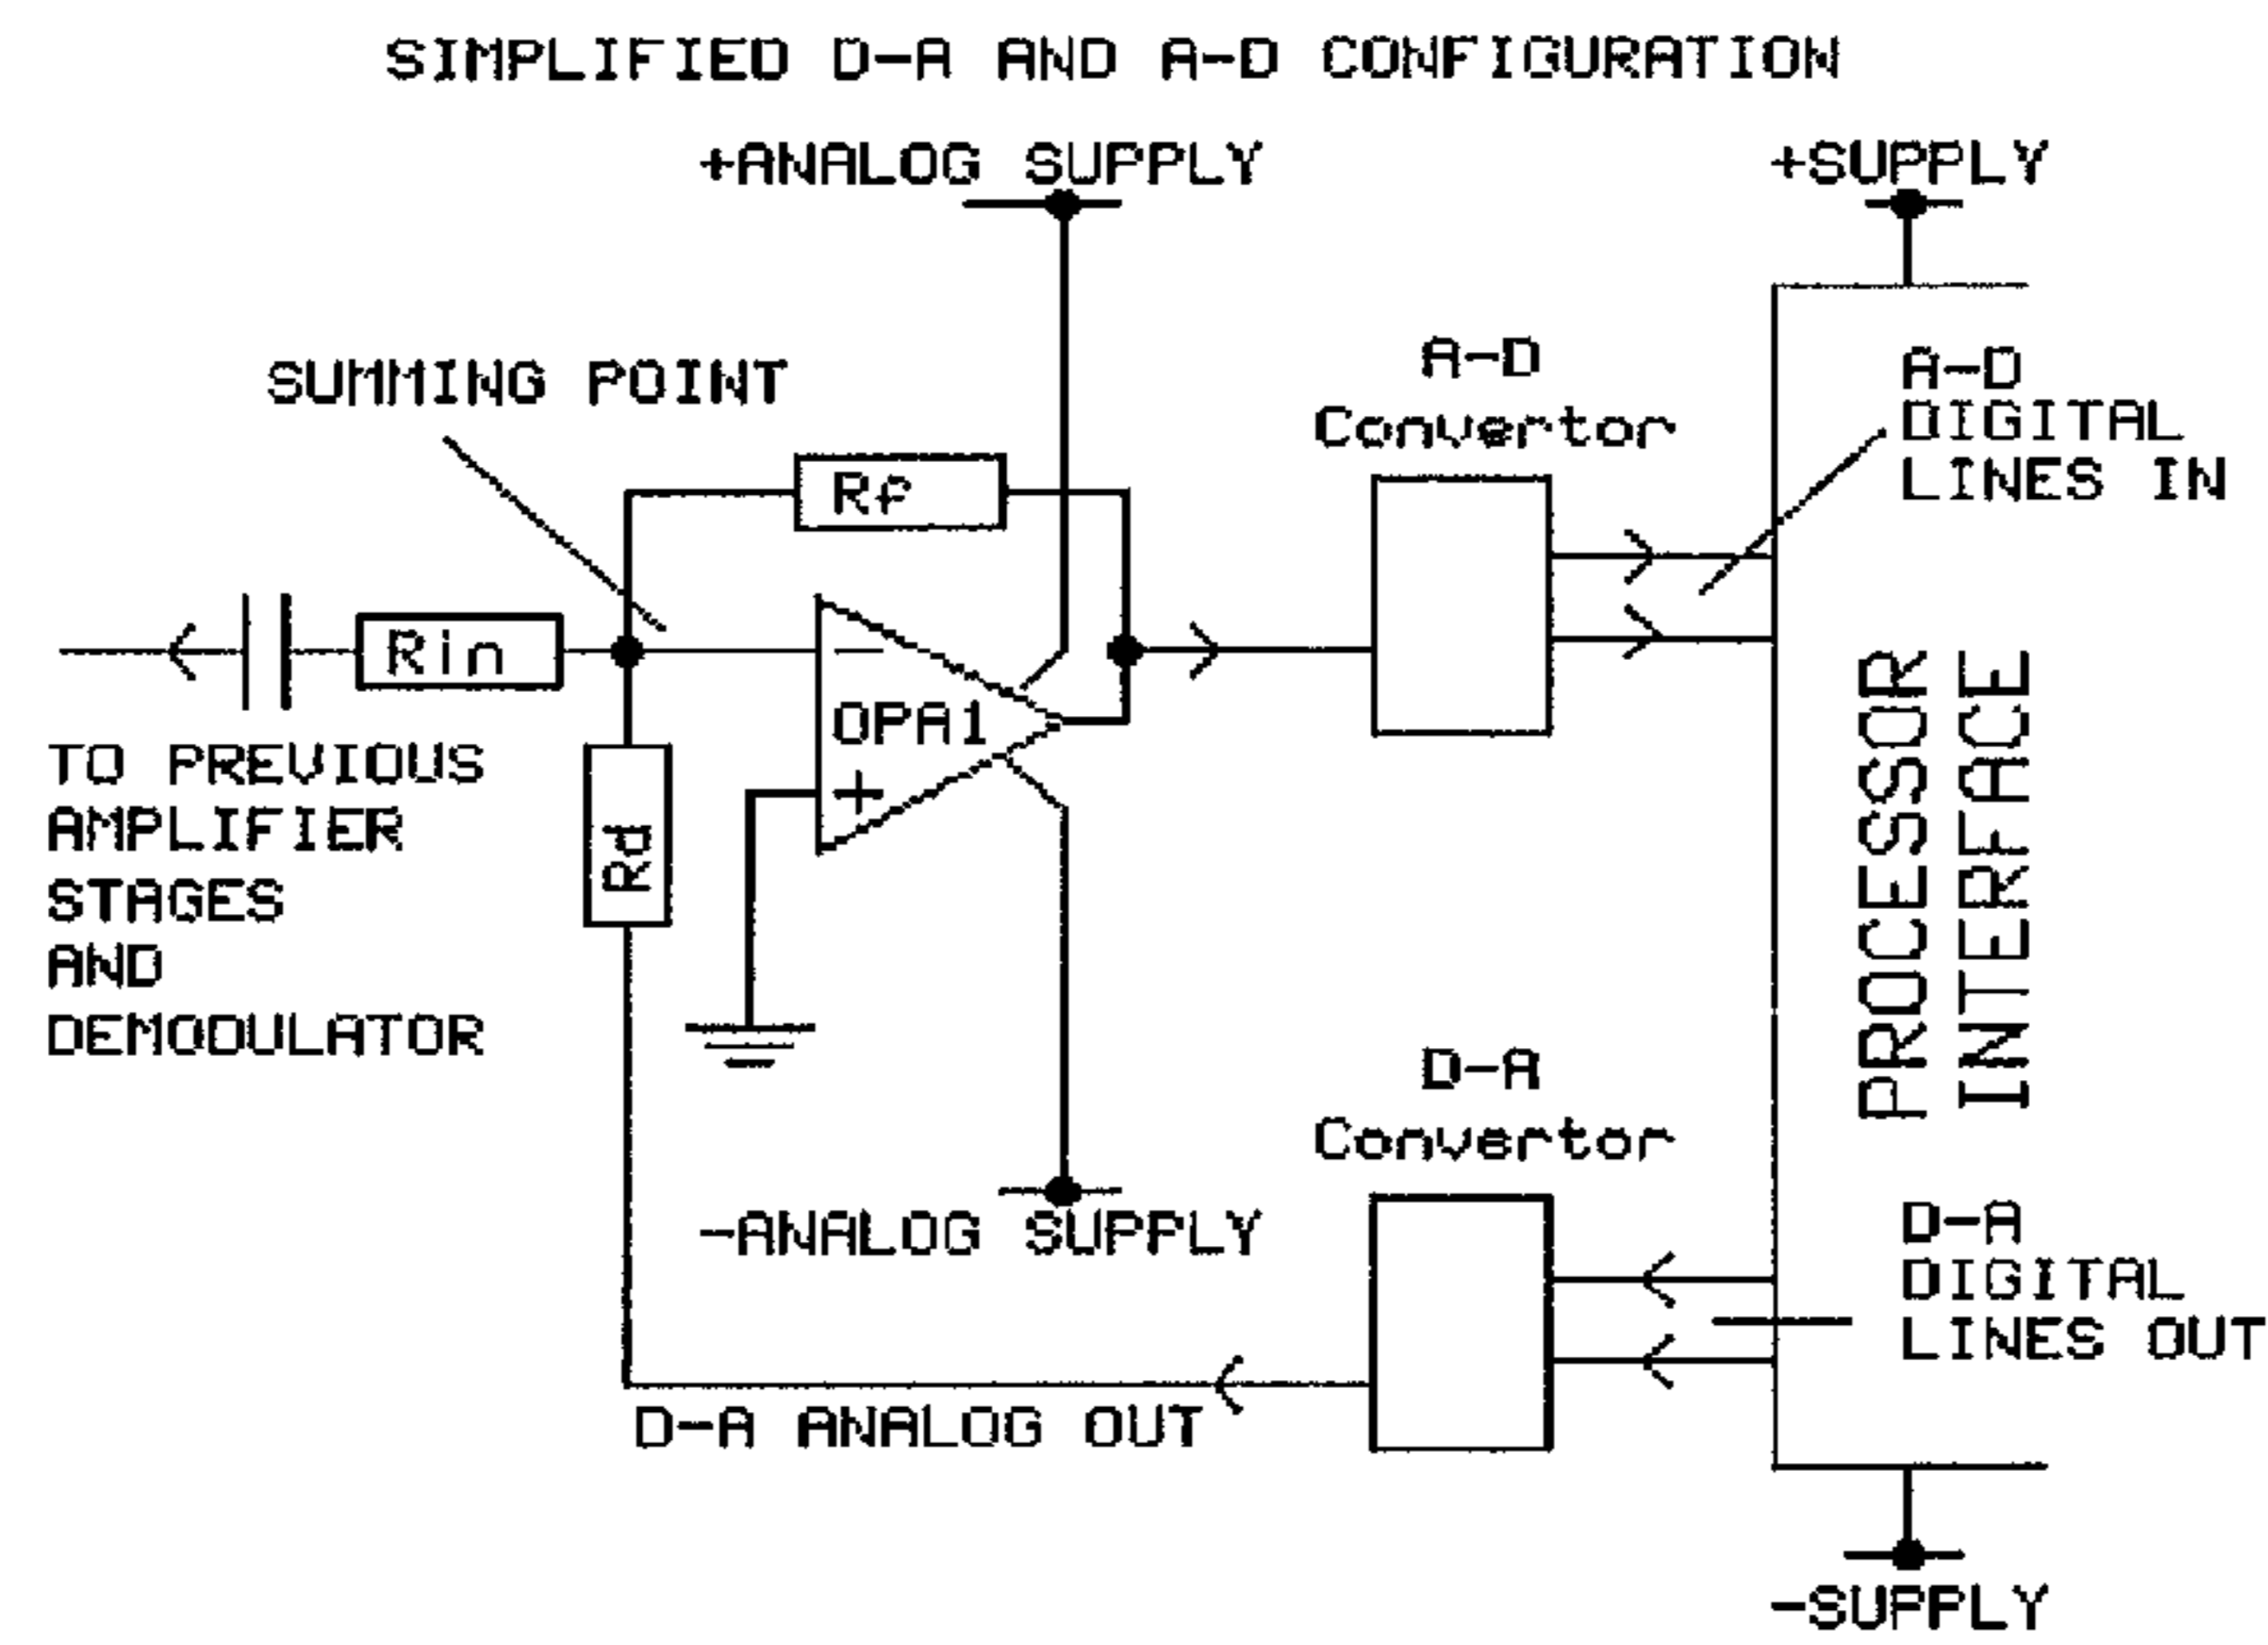 SIMPLIFIED D-A AND A-D CONFIGURATION
+ANALOG SUPPLY
+SUPPLY
SUMMING POINT
A-D
Convertor
A-D
DIGITAL
LINES IN
Rf
Rin
-
OPA1
+
Rd
TO PREVIOUS
AMPLIFIER
STAGES
AND
DEMODULATOR
PROCESSOR
INTERFACE
D-A
Convertor
-ANALOG SUPPLY
D-A
DIGITAL
LINES OUT
D-A ANALOG OUT
-SUPPLY